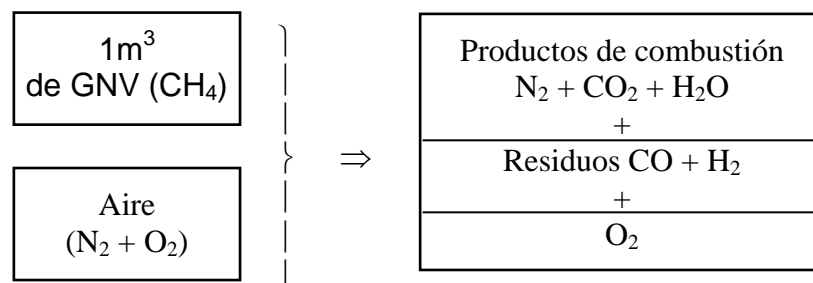 1m³
de GNV (CH₄)
Aire
(N₂ + O₂)
⇒
Productos de combustión
N₂ + CO₂ + H₂O
+
Residuos CO + H₂
+
O₂